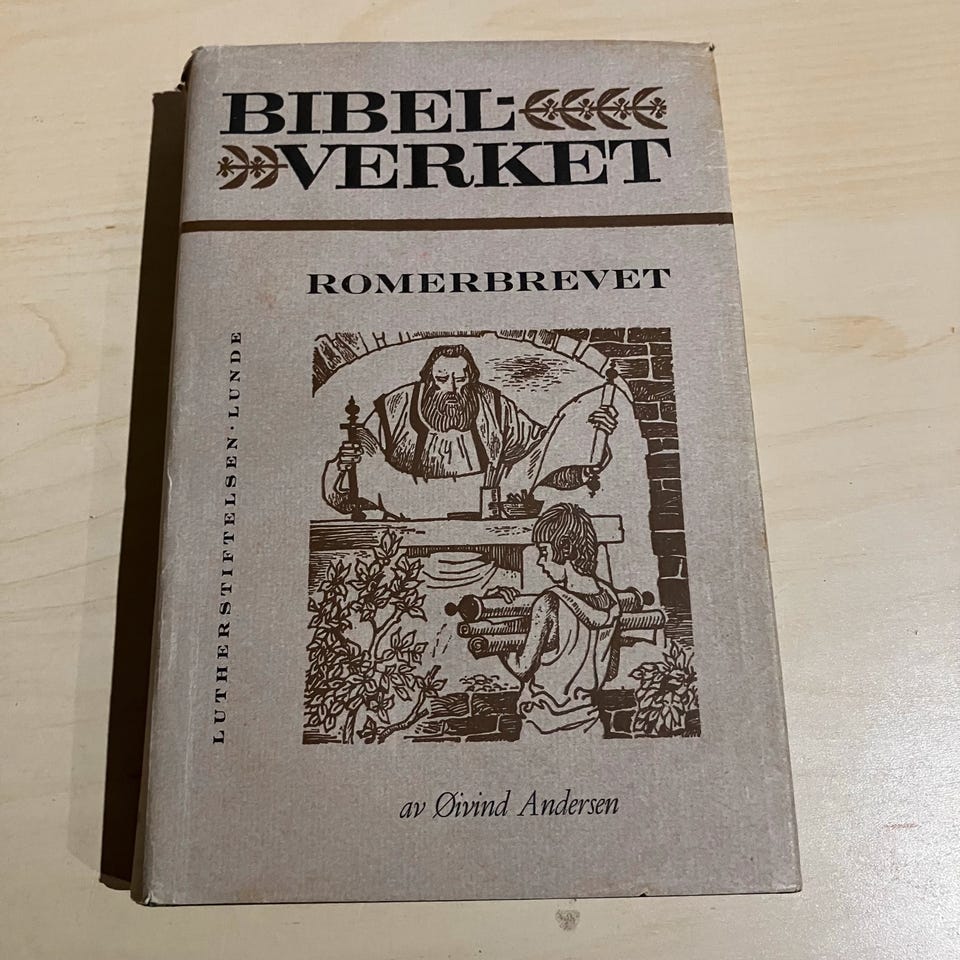 BIBEL-
VERKET
ROMERBREVET
LUTHERSTIFTELSEN · LUNDE
av Øivind Andersen